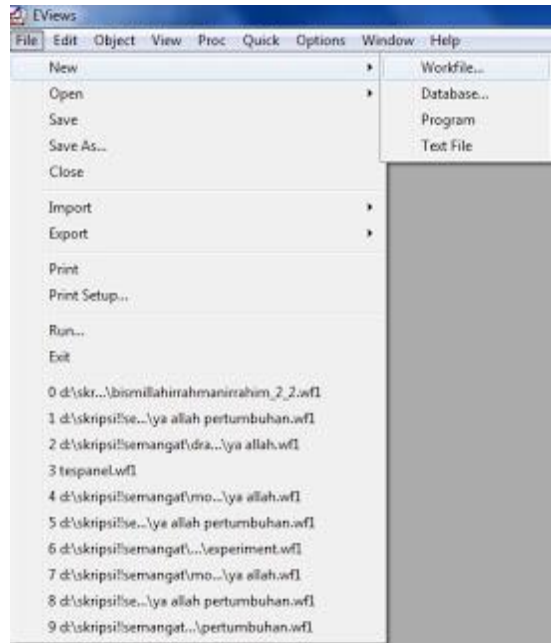 EViews
File Edit Object View Proc Quick Options Window Help
New
Workfile...
Open
Database...
Save
Program
Save As...
Text File
Close
Import
Export
Print
Print Setup...
Run...
Exit
0 d:\skr...\bismillahirrahmanirrahim_2_2.wf1
1 d:\skripsi!!se...\ya allah pertumbuhan.wf1
2 d:\skripsi!!semangat\dra...\ya allah.wf1
3 tespanel.wf1
4 d:\skripsi!!semangat\mo...\ya allah.wf1
5 d:\skripsi!!se...\ya allah pertumbuhan.wf1
6 d:\skripsi!!semangat\...\experiment.wf1
7 d:\skripsi!!semangat\mo...\ya allah.wf1
8 d:\skripsi!!se...\ya allah pertumbuhan.wf1
9 d:\skripsi!!semangat...\pertumbuhan.wf1